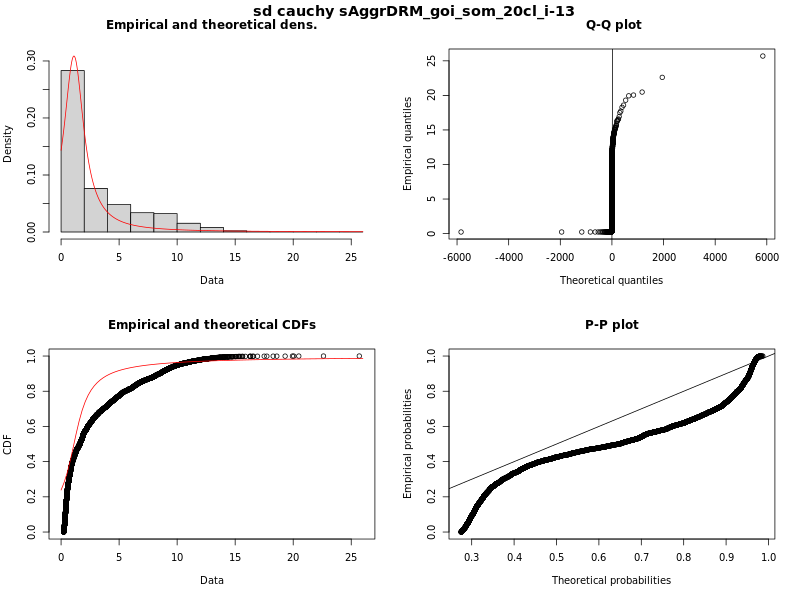 sd cauchy sAggrDRM_goi_som_20cl_i-13
Empirical and theoretical dens.
Density
0.00 0.10 0.20 0.30
0 5 10 15 20 25
Data
Q-Q plot
Empirical quantiles
0 5 10 15 20 25
-6000 -4000 -2000 0 2000 4000 6000
Theoretical quantiles
Empirical and theoretical CDFs
CDF
0.0 0.2 0.4 0.6 0.8 1.0
0 5 10 15 20 25
Data
P-P plot
Empirical probabilities
0.0 0.2 0.4 0.6 0.8 1.0
0.3 0.4 0.5 0.6 0.7 0.8 0.9 1.0
Theoretical probabilities